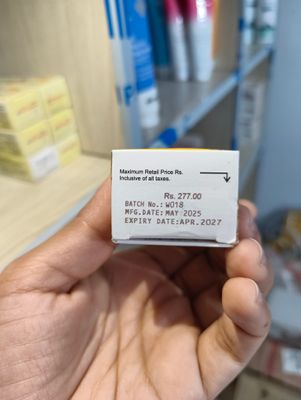 Maximum Retail Price Rs.
Inclusive of all taxes.
Rs. 277.00
BATCH No.: W018
MFG.DATE: MAY 2025
EXPIRY DATE:APR.2027